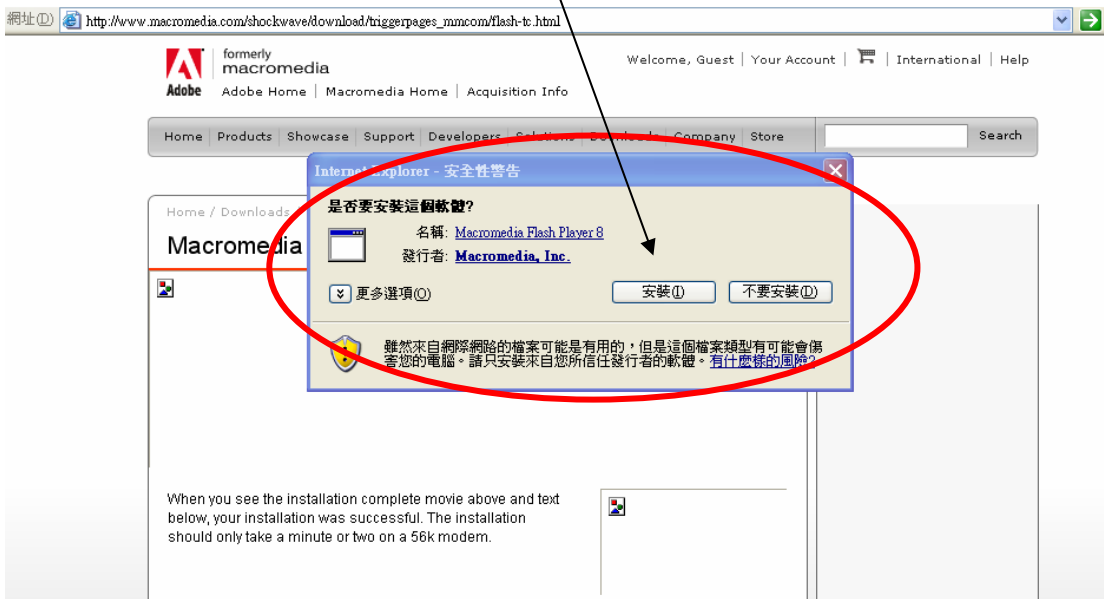 網址(D) http://www.macromedia.com/shockwave/download/triggerpages_mmcom/flash-tc.html
formerly
macromedia
Adobe
Welcome, Guest | Your Account | | International | Help
Adobe Home | Macromedia Home | Acquisition Info
Home Products Showcase Support Developers Solutions Downloads Company Store Search
Internet Explorer - 安全性警告
Home / Downloads
是否要安裝這個軟體?
名稱: Macromedia Flash Player 8
Macromedia
發行者: Macromedia, Inc.
更多選項(O) 安裝(I) 不要安裝(D)
雖然來自網際網路的檔案可能是有用的，但是這個檔案類型有可能會傷
害您的電腦。請只安裝來自您所信任發行者的軟體。有什麼樣的風險?
When you see the installation complete movie above and text
below, your installation was successful. The installation
should only take a minute or two on a 56k modem.